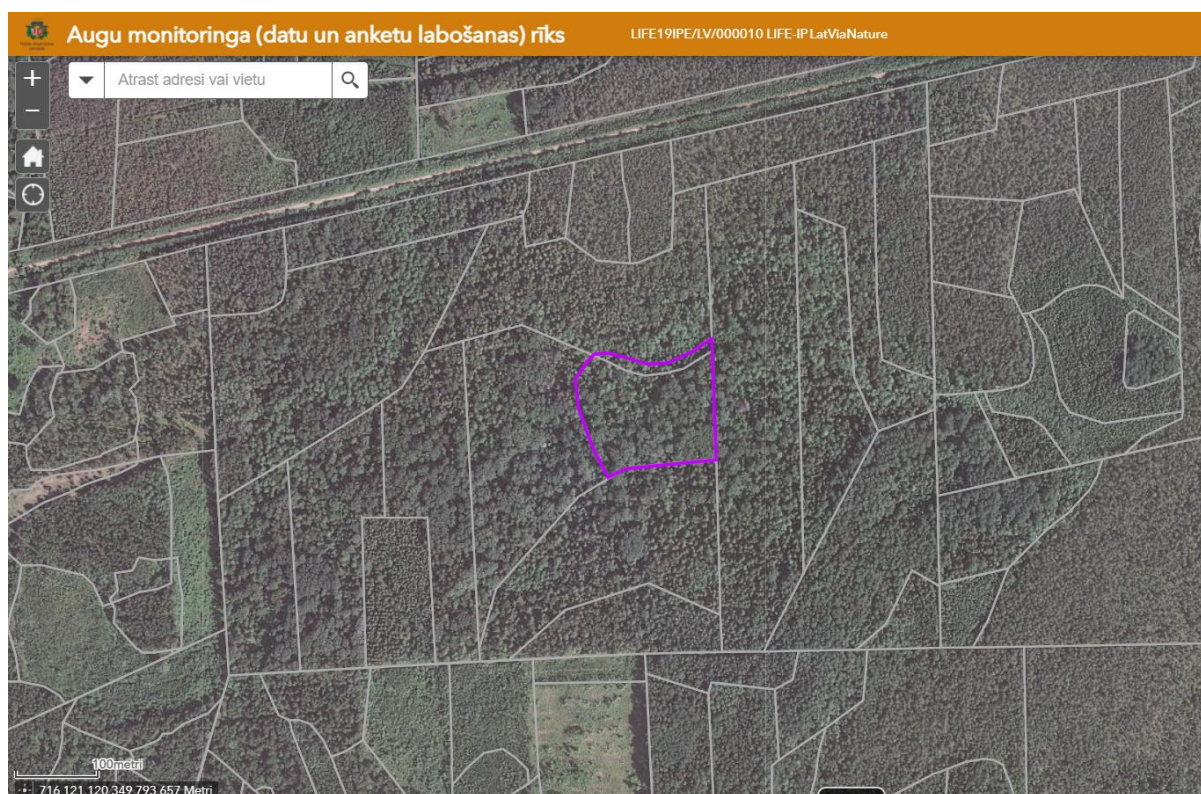 Augu monitoringa (datu un anketu labošanas) rīks
LIFE19IPE/LV/000010 LIFE-IP LatViaNature
+
Atrast adresi vai vietu
−
100metri
716 121.120 349 793.657 Metri